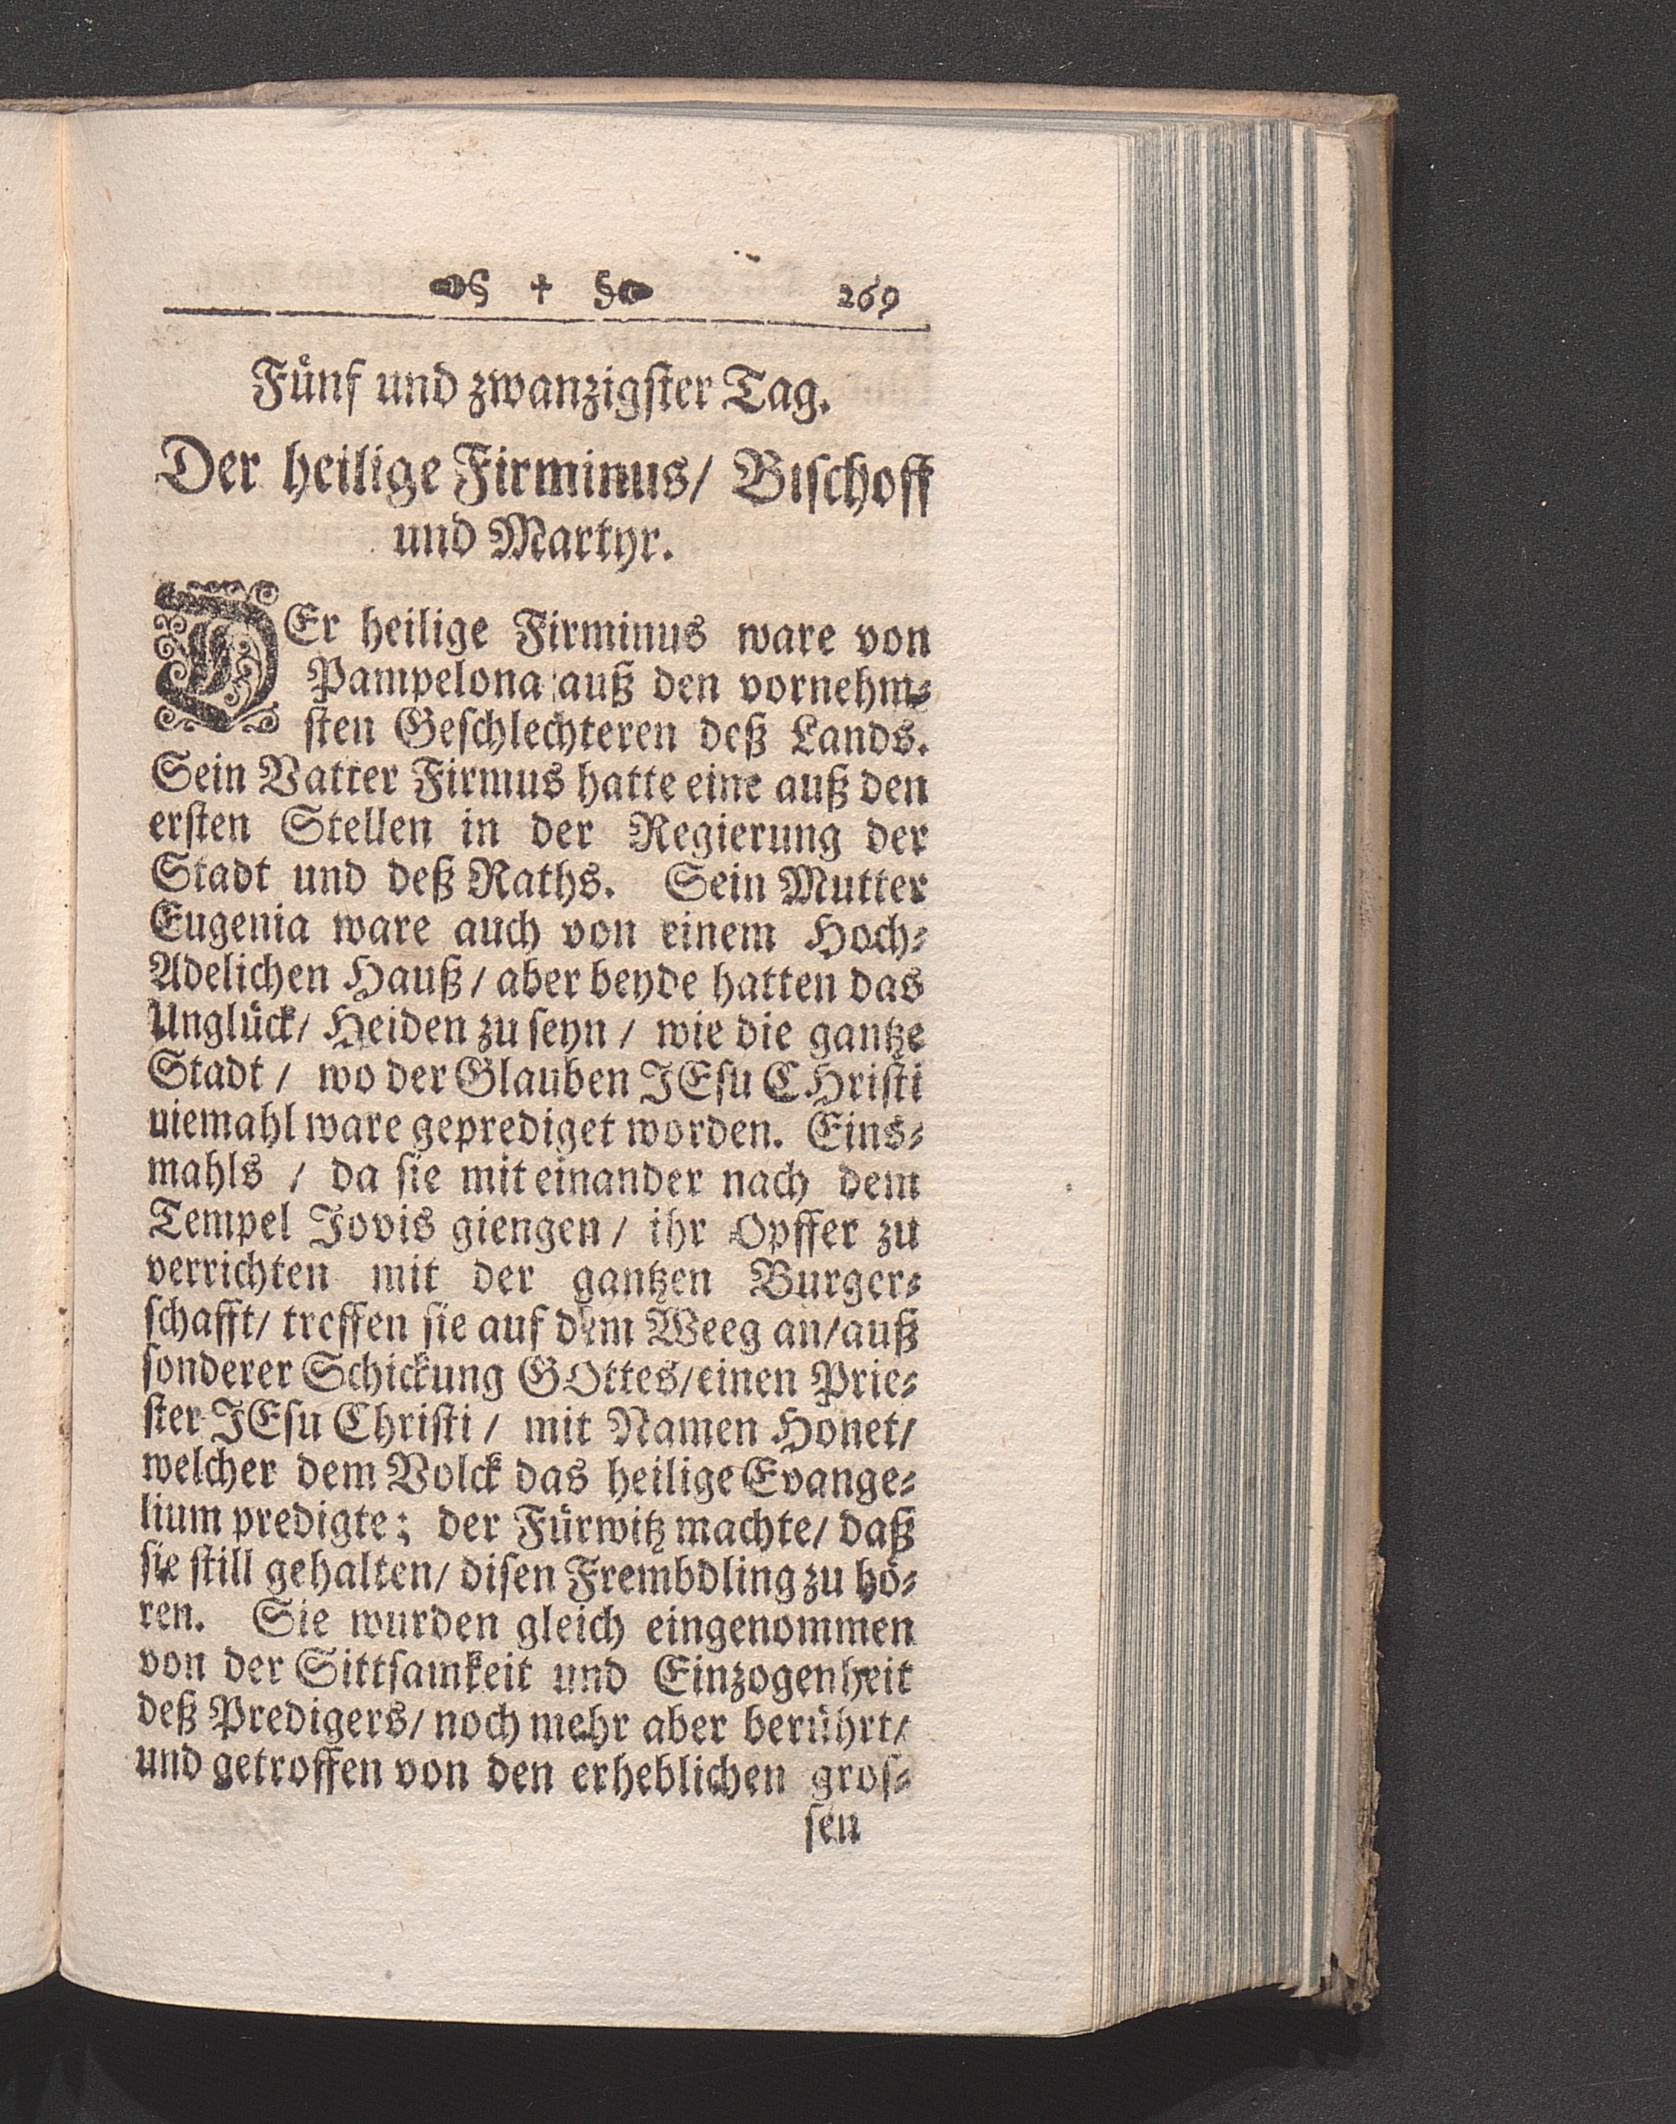 § † § 269
Fünf und zwanzigster Tag.
Der heilige Firminus/ Bischoff
und Martyr.
DEr heilige Firminus ware von
Pampelona auß den vornehm-
sten Geschlechteren deß Lands.
Sein Vatter Firmus hatte eine auß den
ersten Stellen in der Regierung der
Stadt und deß Raths. Sein Mutter
Eugenia ware auch von einem Hoch-
Adelichen Hauß/ aber beyde hatten das
Unglück/ Heiden zu seyn/ wie die gantze
Stadt/ wo der Glauben JEsu CHristi
niemahl ware geprediget worden. Eins-
mahls / da sie mit einander nach dem
Tempel Jovis giengen/ ihr Opffer zu
verrichten mit der gantzen Burger-
schafft/ treffen sie auf dem Weeg an/ auß
sonderer Schickung GOttes/ einen Prie-
ster JEsu Christi/ mit Namen Honet/
welcher dem Volck das heilige Evange-
lium predigte; der Fürwitz machte/ daß
sie still gehalten/ disen Frembdling zu hö-
ren. Sie wurden gleich eingenommen
von der Sittsamkeit und Einzogenheit
deß Predigers/ noch mehr aber berührt/
und getroffen von den erheblichen gros-
sen